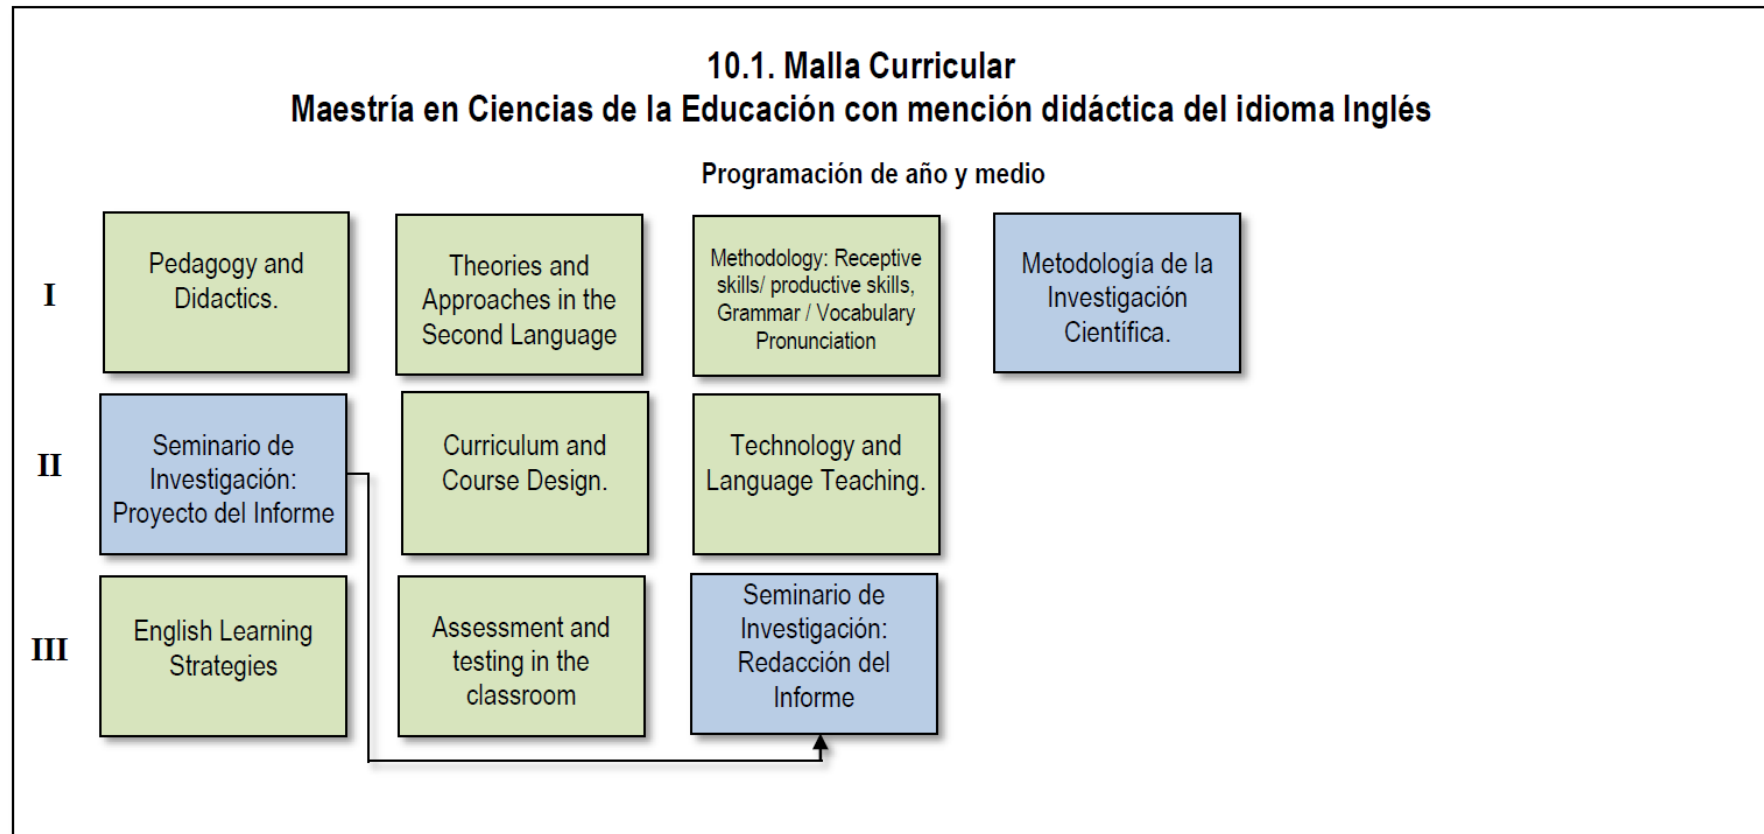 10.1. Malla Curricular
Maestría en Ciencias de la Educación con mención didáctica del idioma Inglés
Programación de año y medio
I
Pedagogy and
Didactics.
Theories and
Approaches in the
Second Language
Methodology: Receptive
skills/ productive skills,
Grammar / Vocabulary
Pronunciation
Metodología de la
Investigación
Científica.
II
Seminario de
Investigación:
Proyecto del Informe
Curriculum and
Course Design.
Technology and
Language Teaching.
III
English Learning
Strategies
Assessment and
testing in the
classroom
Seminario de
Investigación:
Redacción del
Informe